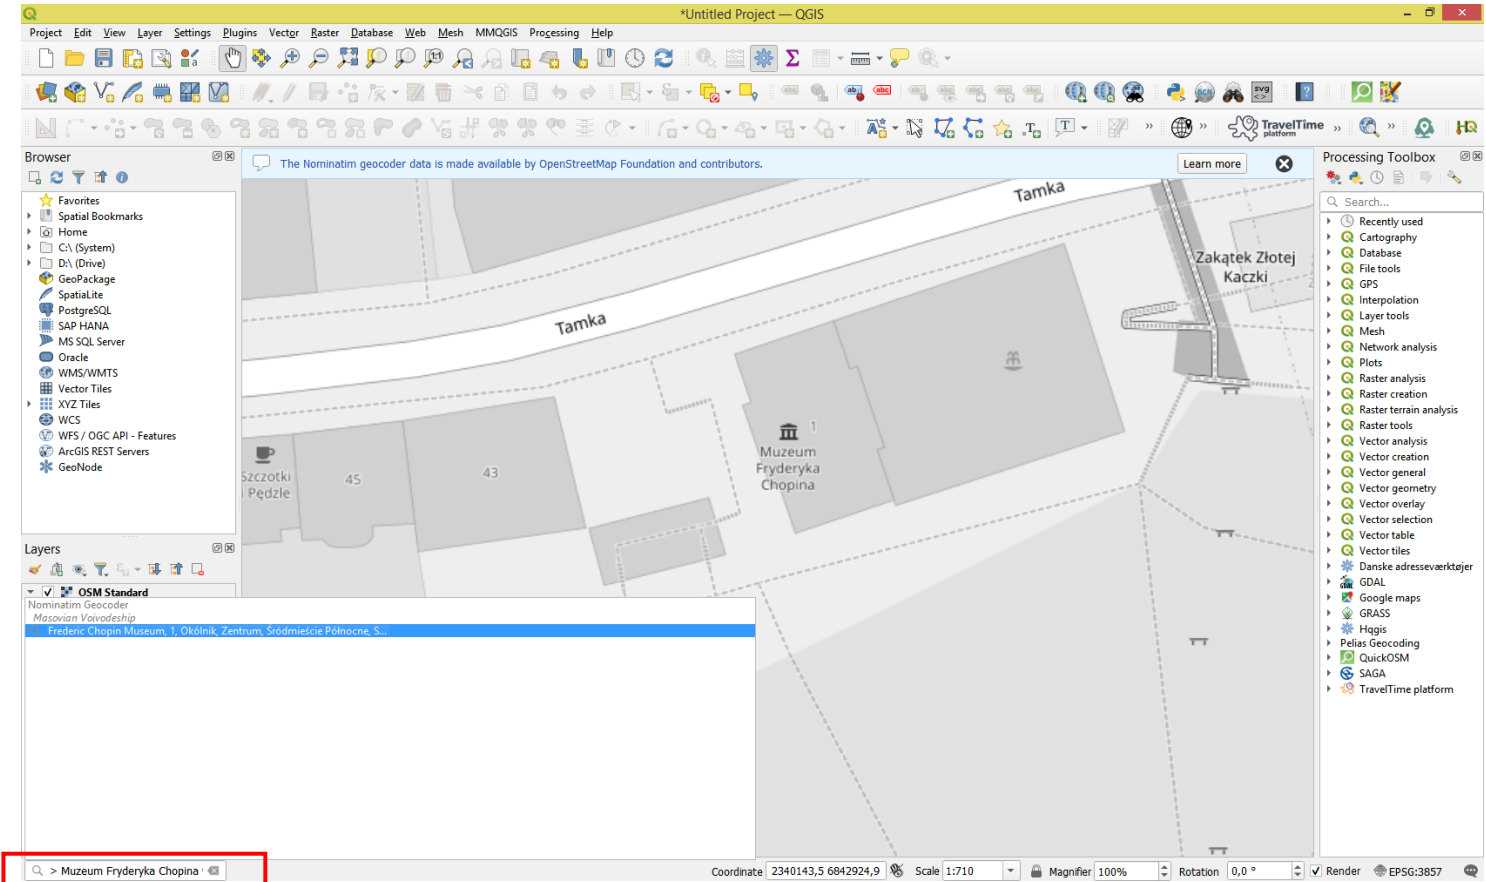 *Untitled Project — QGIS
Project Edit View Layer Settings Plugins Vector Raster Database Web Mesh MMQGIS Processing Help
TravelTime platform
Browser
The Nominatim geocoder data is made available by OpenStreetMap Foundation and contributors.
Learn more
Processing Toolbox
Favorites
Spatial Bookmarks
Home
C:\ (System)
D:\ (Drive)
GeoPackage
SpatiaLite
PostgreSQL
SAP HANA
MS SQL Server
Oracle
WMS/WMTS
Vector Tiles
XYZ Tiles
WCS
WFS / OGC API - Features
ArcGIS REST Servers
GeoNode
Tamka
Zakątek Złotej
Kaczki
Tamka
1
Muzeum
Fryderyka
Chopina
Szczotki
i Pędzle
45
43
Search...
Recently used
Cartography
Database
File tools
GPS
Interpolation
Layer tools
Mesh
Network analysis
Plots
Raster analysis
Raster creation
Raster terrain analysis
Raster tools
Vector analysis
Vector creation
Vector general
Vector geometry
Vector overlay
Vector selection
Vector table
Vector tiles
Danske adresseværktøjer
GDAL
Google maps
GRASS
Hqgis
Pelias Geocoding
QuickOSM
SAGA
TravelTime platform
Layers
OSM Standard
Nominatim Geocoder
Masovian Voivodeship
Frederic Chopin Museum, 1, Okólnik, Zentrum, Śródmieście Północne, S...
> Muzeum Fryderyka Chopina
Coordinate 2340143,5 6842924,9 Scale 1:710 Magnifier 100% Rotation 0,0 ° Render EPSG:3857